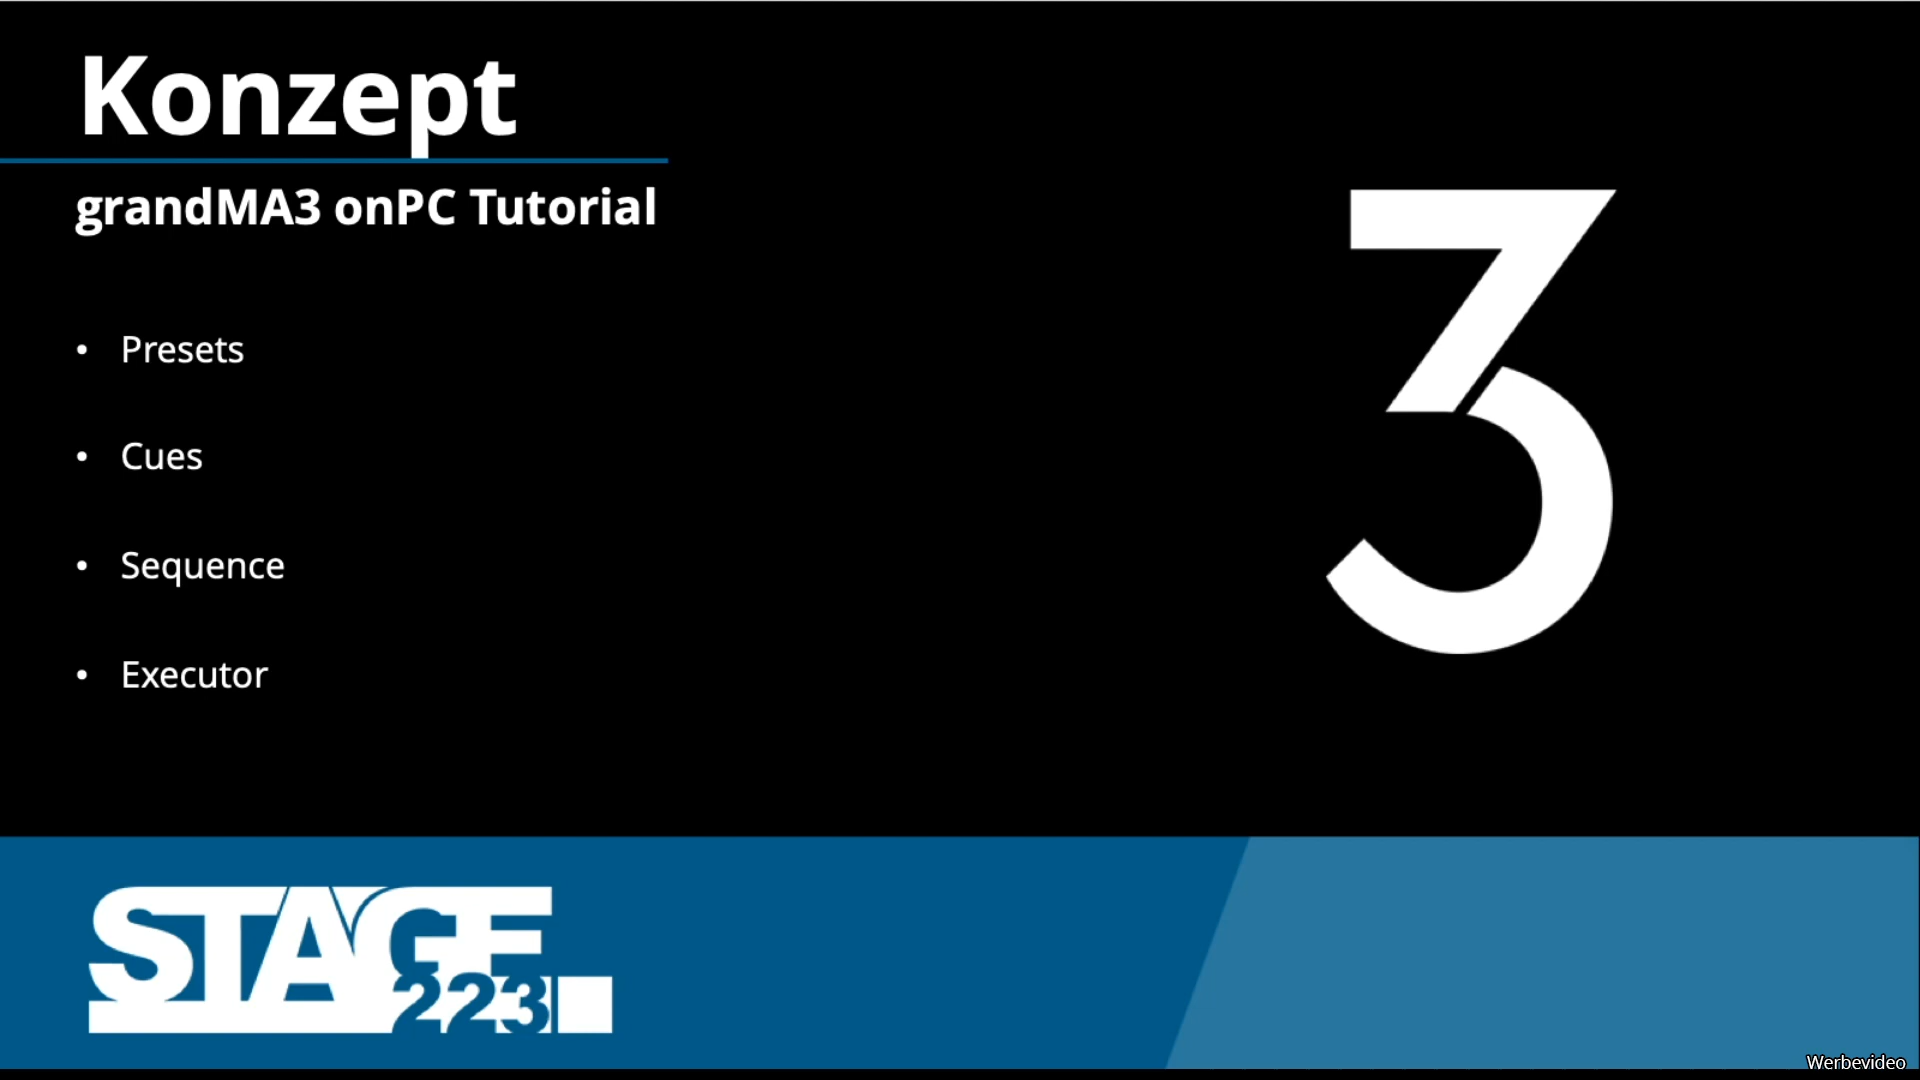 Konzept
grandMA3 onPC Tutorial
• Presets
• Cues
• Sequence
• Executor
3
STAGE
223
Werbevideo